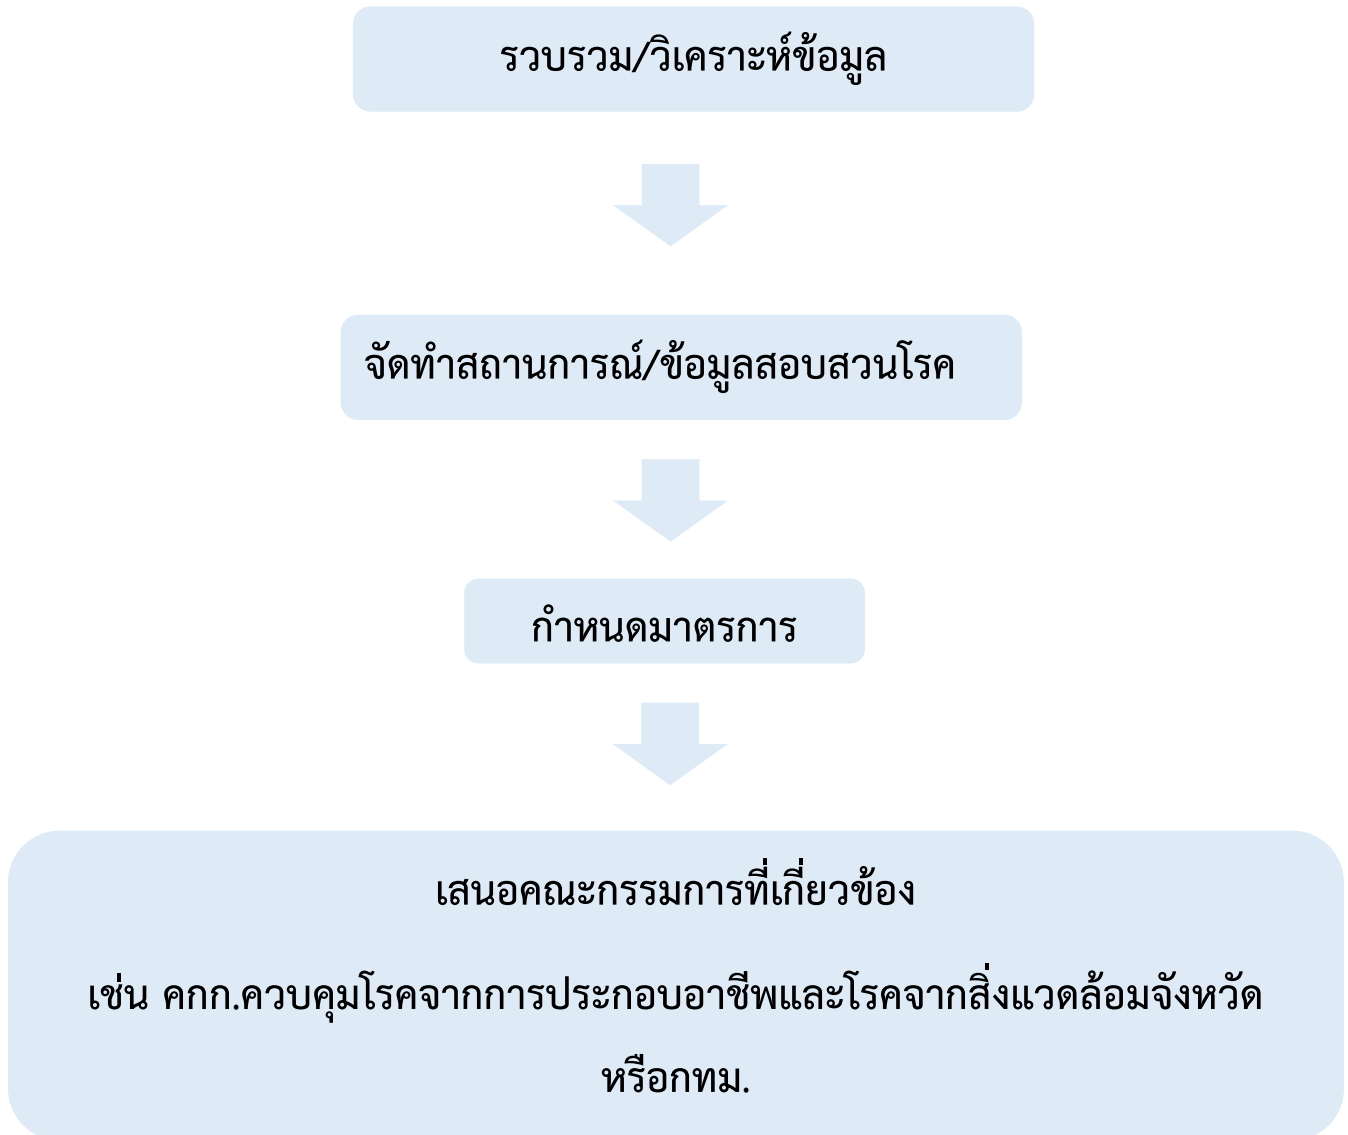 รวบรวม/วิเคราะห์ข้อมูล
จัดทำสถานการณ์/ข้อมูลสอบสวนโรค
กำหนดมาตรการ
เสนอคณะกรรมการที่เกี่ยวข้อง
เช่น คกก.ควบคุมโรคจากการประกอบอาชีพและโรคจากสิ่งแวดล้อมจังหวัด
หรือกทม.